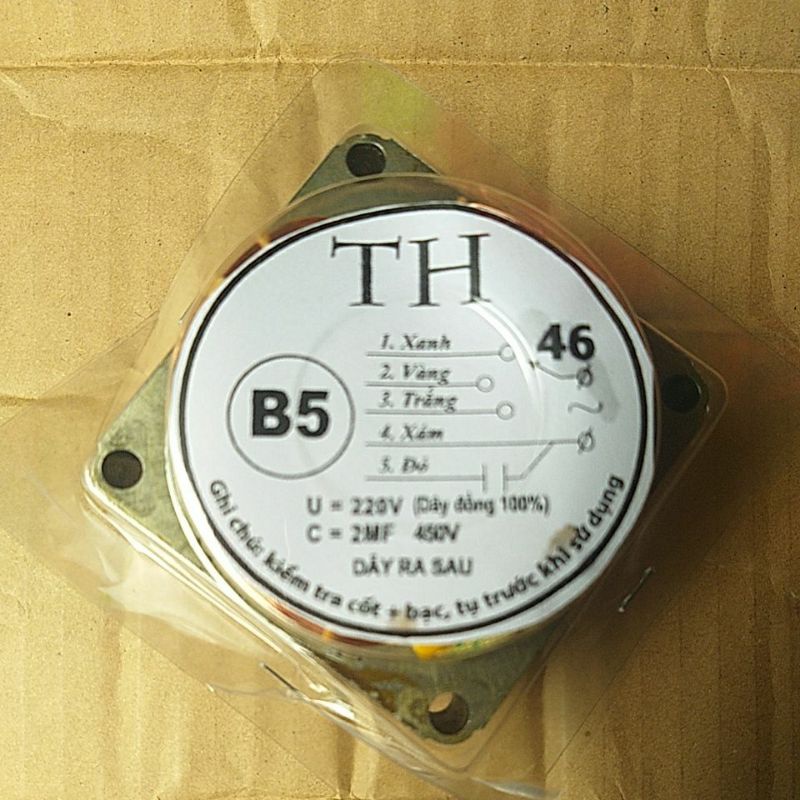 TH
46
B5
1. Xanh
2. Vàng
3. Trắng
4. Xám
5. Đỏ
U = 220V (Dây đồng 100%)
C = 2MF 450V
DÂY RA SAU
Ghi chú: kiểm tra cốt + bạc, tụ trước khi sử dụng